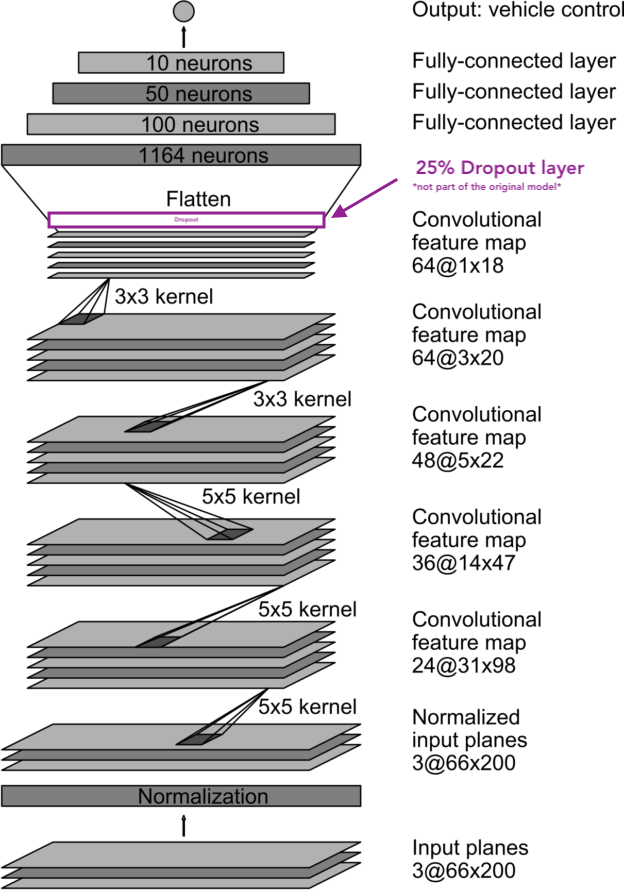 Output: vehicle control
10 neurons
Fully-connected layer
50 neurons
Fully-connected layer
100 neurons
Fully-connected layer
1164 neurons
25% Dropout layer
*not part of the original model*
Flatten
Dropout
Convolutional
feature map
64@1x18
3x3 kernel
Convolutional
feature map
64@3x20
3x3 kernel
Convolutional
feature map
48@5x22
5x5 kernel
Convolutional
feature map
36@14x47
5x5 kernel
Convolutional
feature map
24@31x98
5x5 kernel
Normalized
input planes
3@66x200
Normalization
Input planes
3@66x200